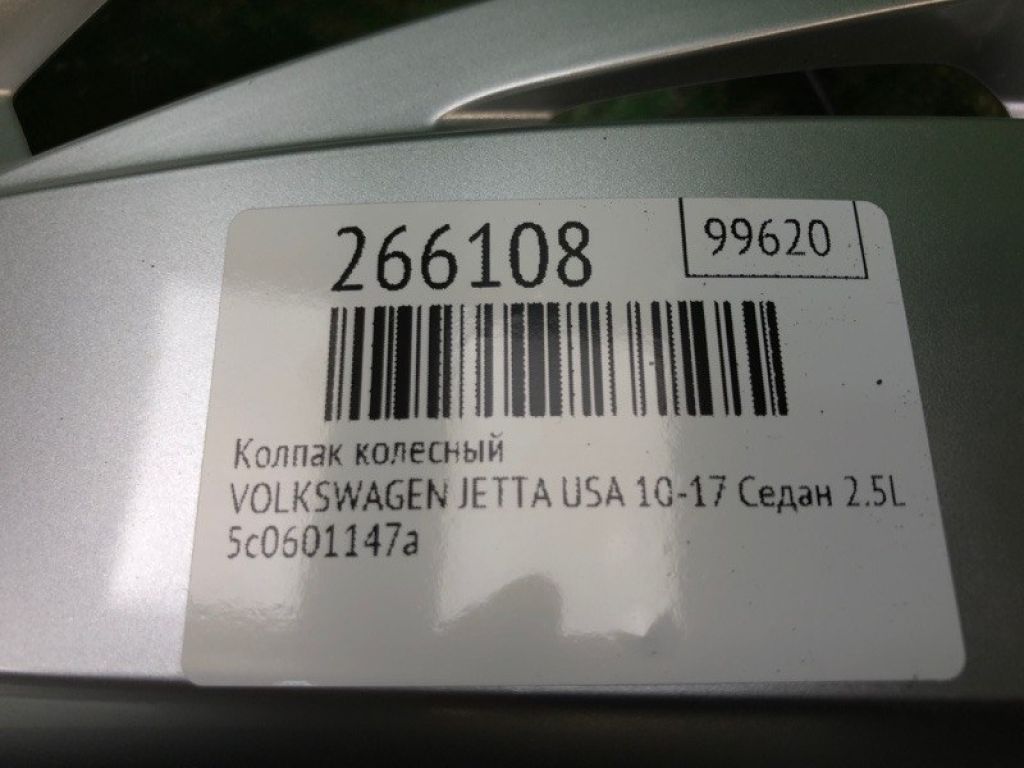 266108
99620
Колпак колесный
VOLKSWAGEN JETTA USA 10-17 Седан 2.5L
5c0601147a